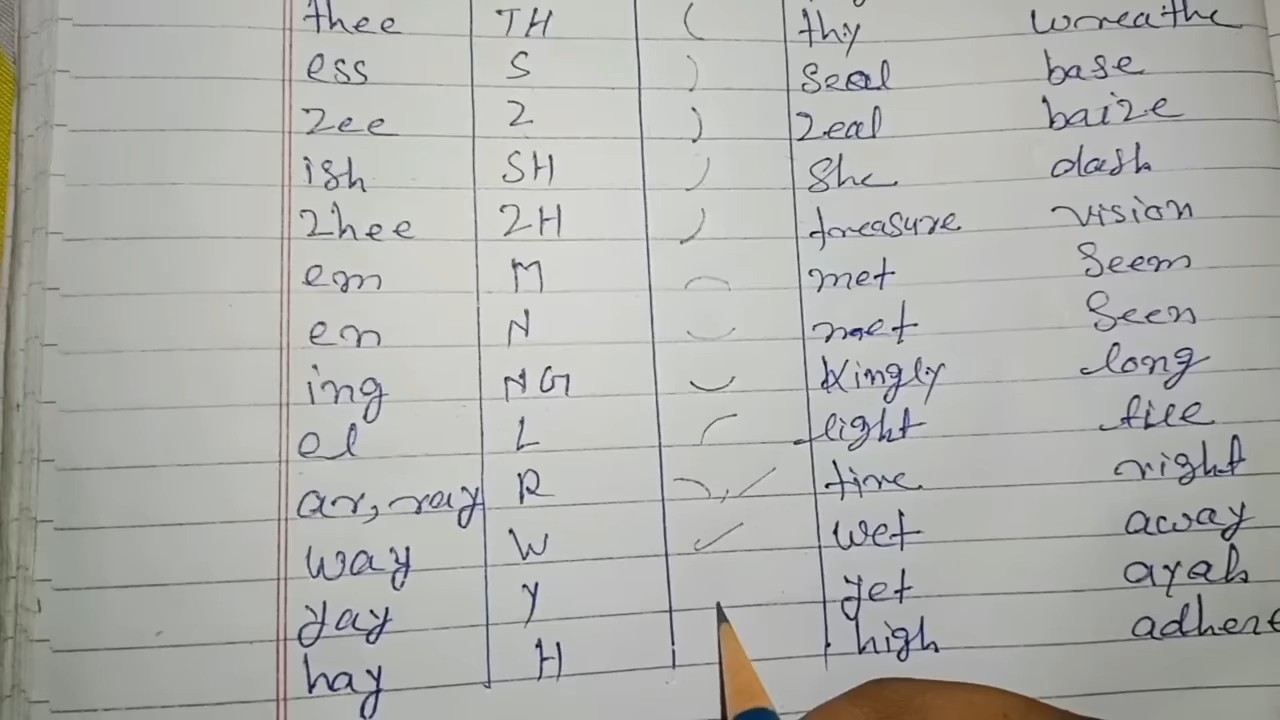 thee TH ( thy wreathe
ess S ) seal base
Zee Z ) Zeal baize
ish SH ) She dash
Zhee ZH ) treasure vision
em M met Seem
en N net Seen
ing NG Kingly long
el L light
ar, ray R tire right
way W wet away
yay Y yet ayah
hay H high adhere